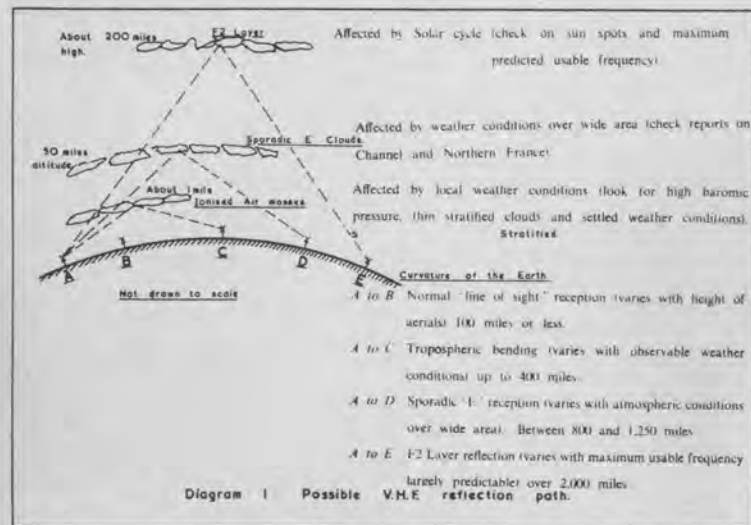 About 200 miles high.
F2 Layer
Affected by Solar cycle (check on sun spots and maximum
predicted usable frequency).
50 miles altitude
Sporadic E Clouds
Affected by weather conditions over wide area (check reports on
Channel and Northern France).
About 1 mile
Ionised Air masses
Affected by local weather conditions (look for high baromic
pressure, thin stratified clouds and settled weather conditions).
Stratified
A
B
C
D
E
Curvature of the Earth
Not drawn to scale
A to B Normal 'line of sight' reception (varies with height of
aerials) 100 miles or less.
A to C Tropospheric bending (varies with observable weather
conditions) up to 400 miles.
A to D Sporadic 'E' reception (varies with atmospheric conditions
over wide area). Between 800 and 1,250 miles
A to E F2 Layer reflection (varies with maximum usable frequency
largely predictable) over 2,000 miles
Diagram 1 Possible V.H.F. reflection path.